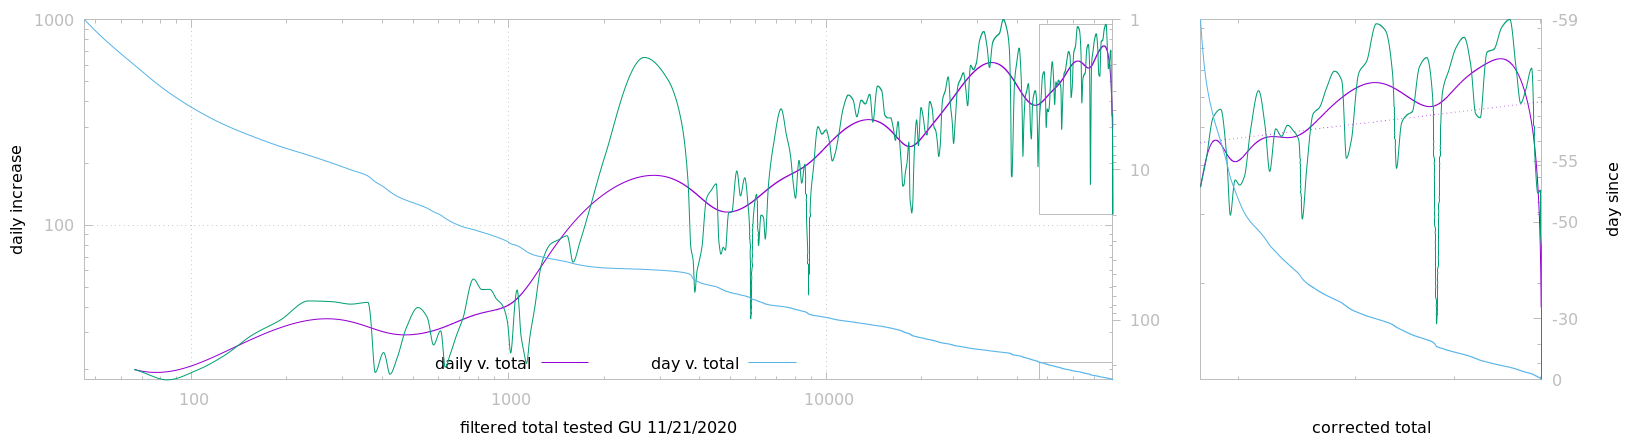 1000
100
daily increase
100
1000
10000
filtered total tested GU 11/21/2020
daily v. total
day v. total
1
10
100
-59
-55
-50
-30
0
day since
corrected total